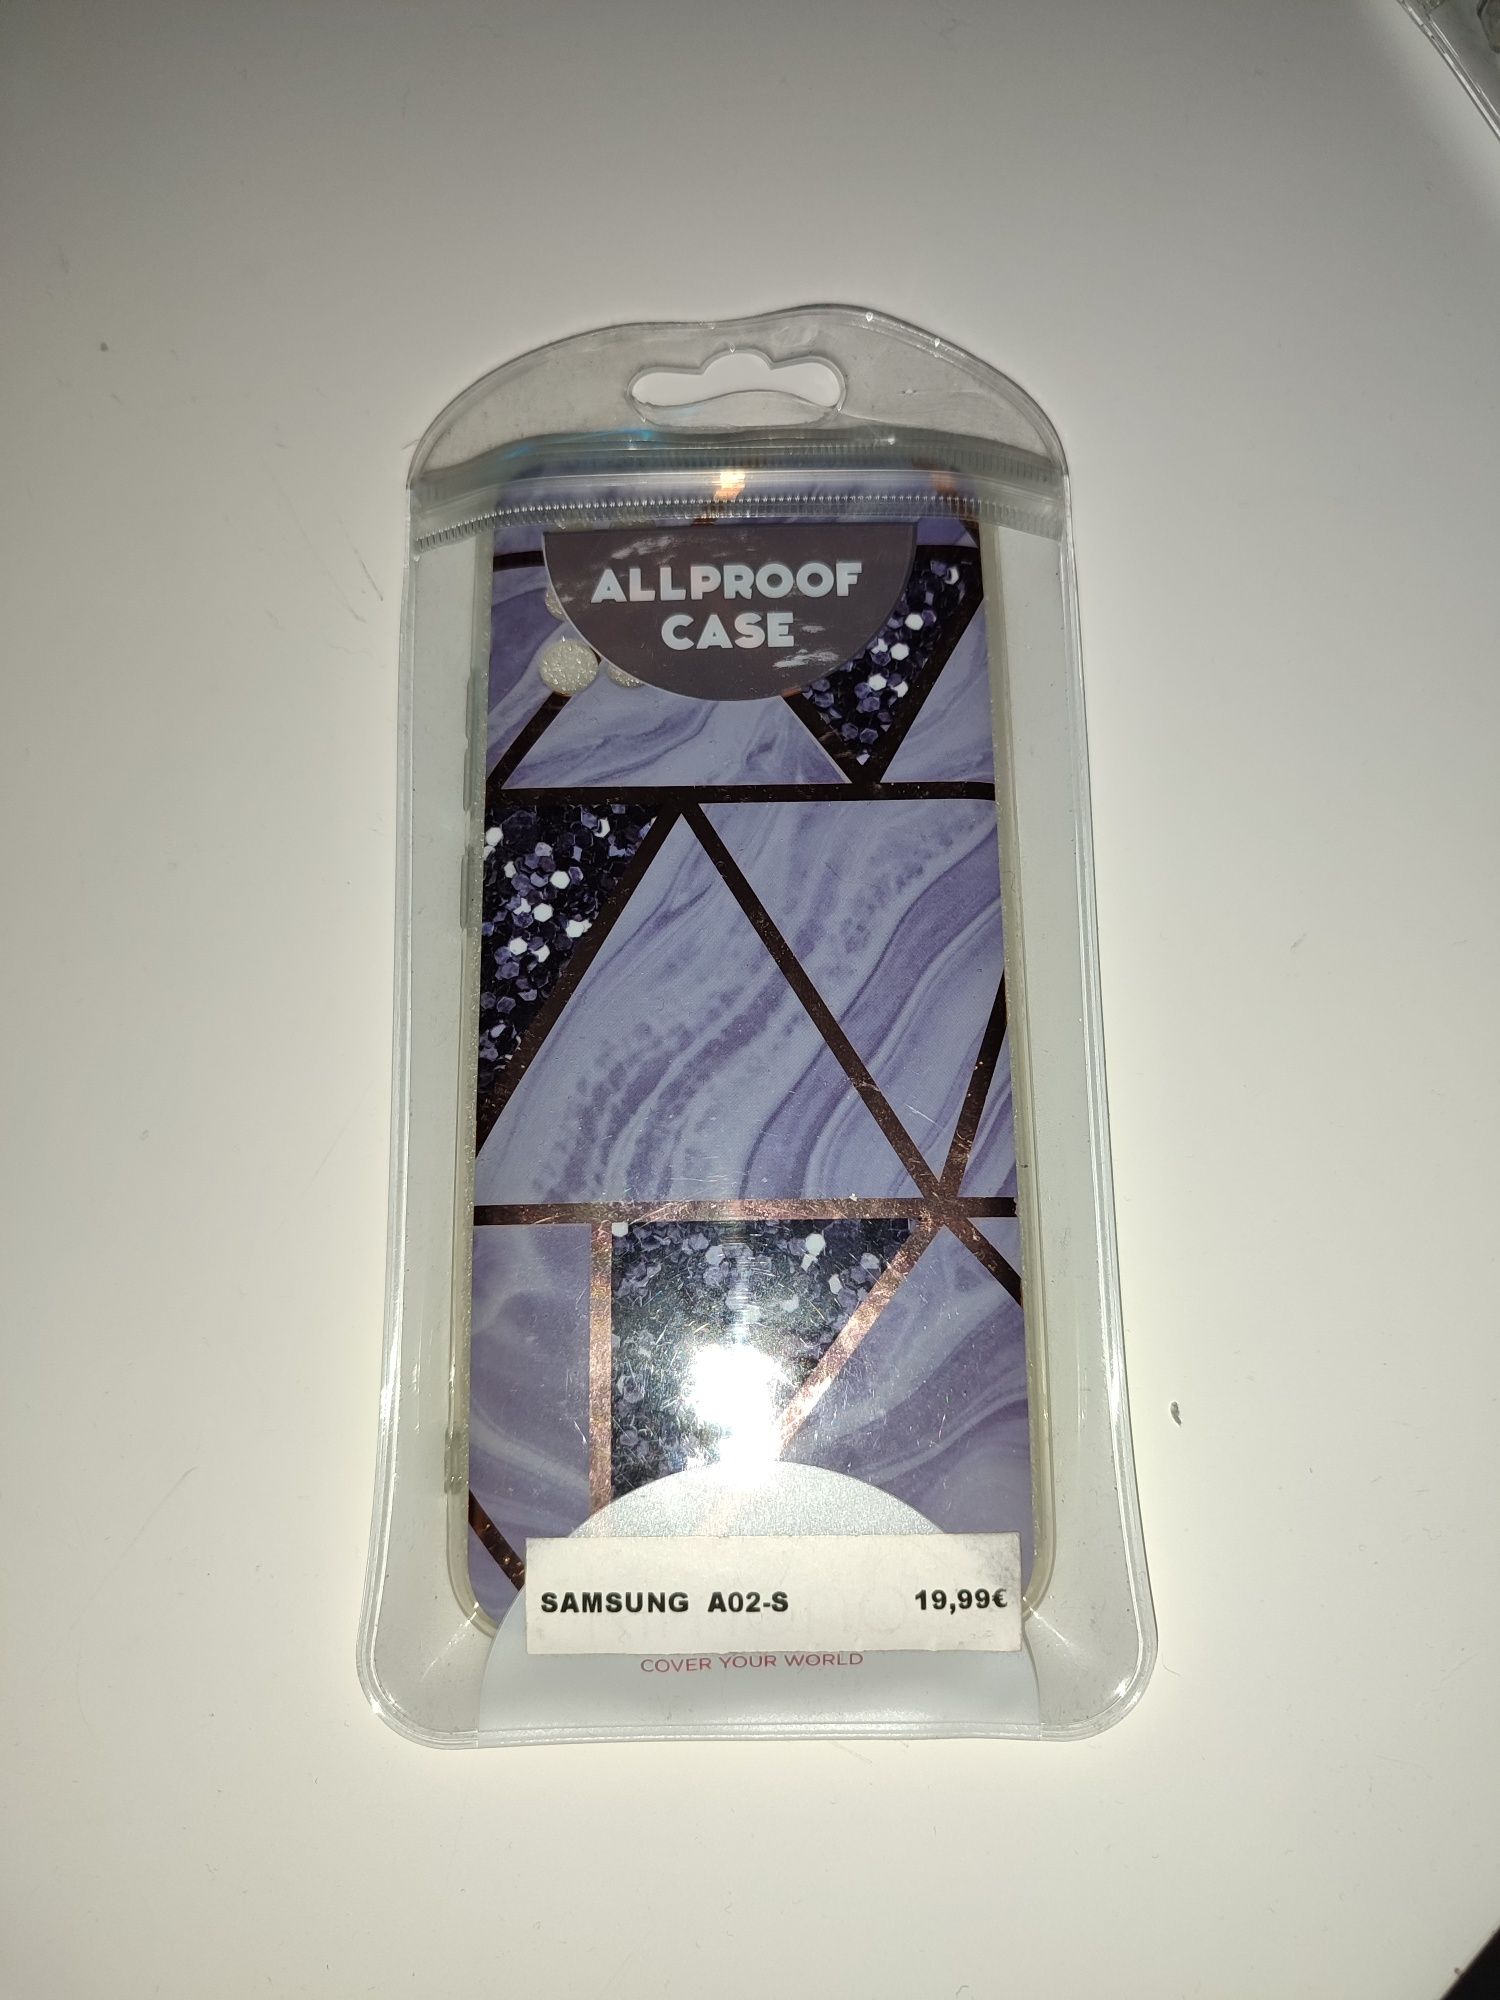 ALLPROOF
CASE
SAMSUNG A02-S 19,99€
COVER YOUR WORLD